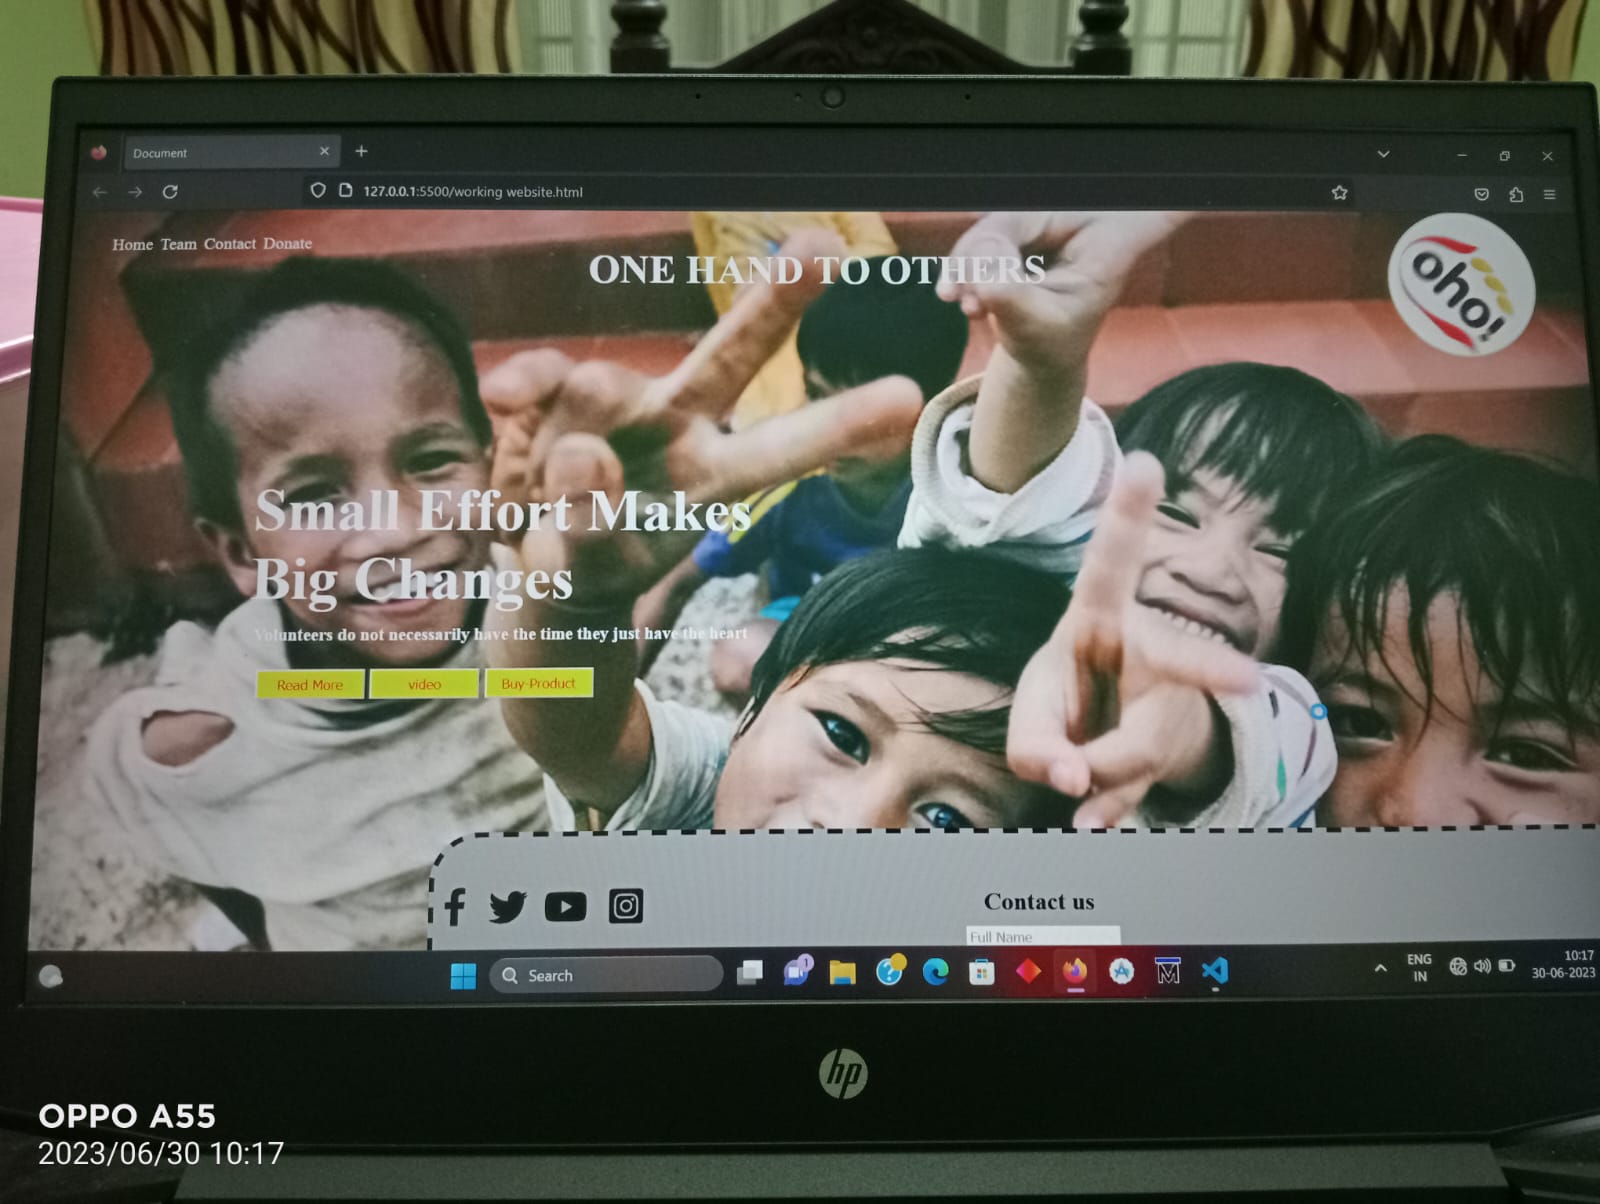 Document
127.0.0.1:5500/working website.html
Home Team Contact Donate
ONE HAND TO OTHERS
oho!
Small Effort Makes
Big Changes
Volunteers do not necessarily have the time they just have the heart
Read More
video
Buy-Product
Contact us
Full Name
Search
1
ENG
IN
10:17
30-06-2023
hp
OPPO A55
2023/06/30 10:17